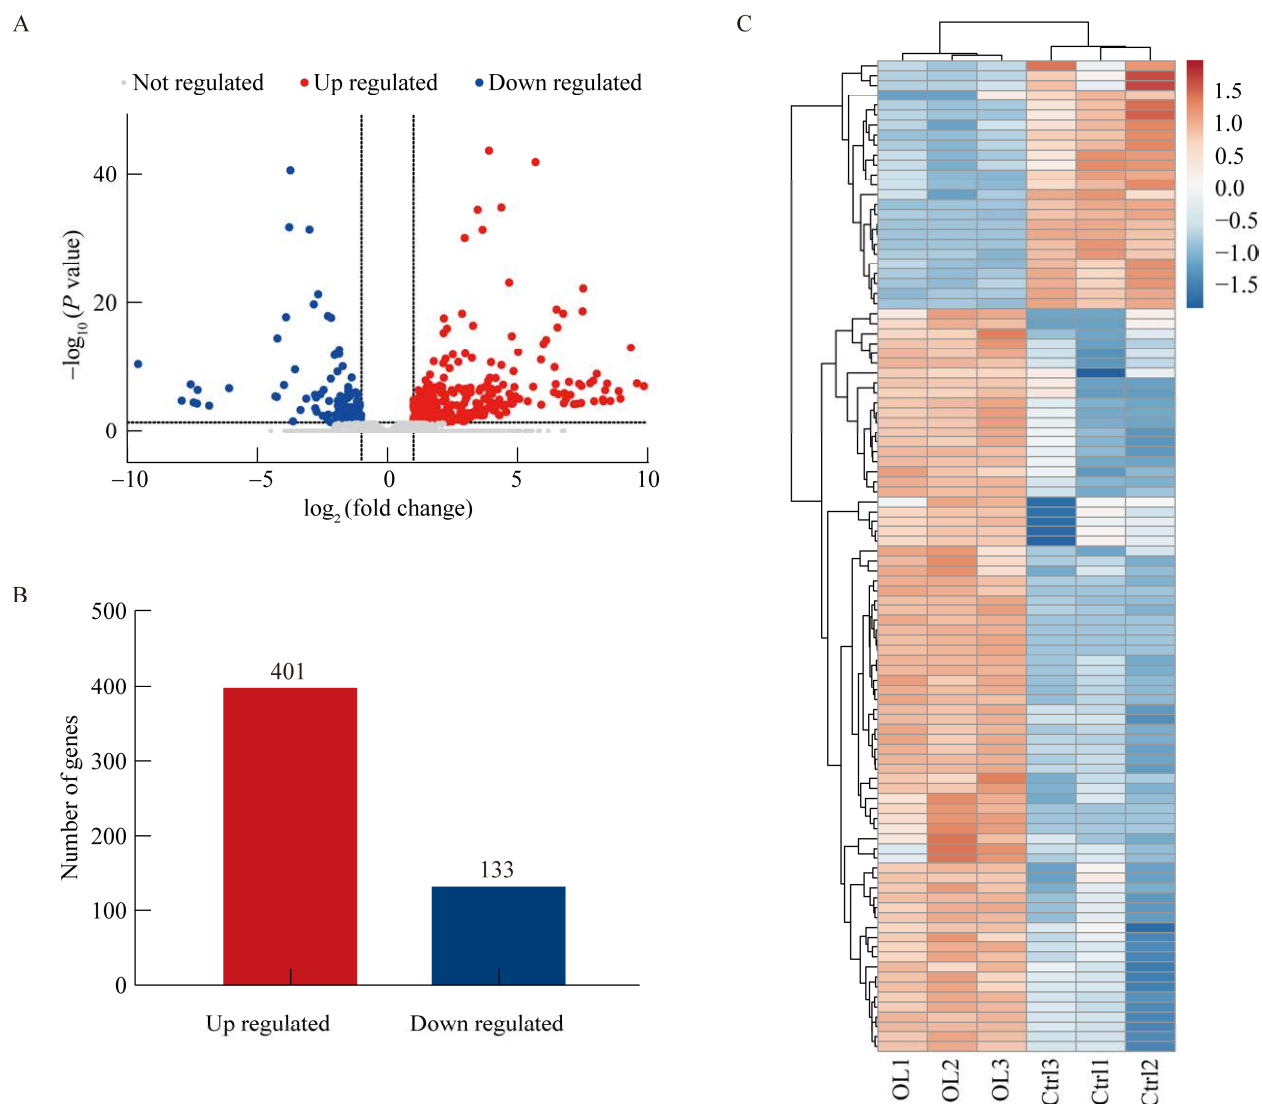 A
Not regulated
Up regulated
Down regulated
40
20
0
−log10 (P value)
−10
−5
0
5
10
log2 (fold change)
B
500
400
300
200
100
0
Number of genes
401
133
Up regulated
Down regulated
C
1.5
1.0
0.5
0.0
−0.5
−1.0
−1.5
OL1
OL2
OL3
Ctrl3
Ctrl1
Ctrl2